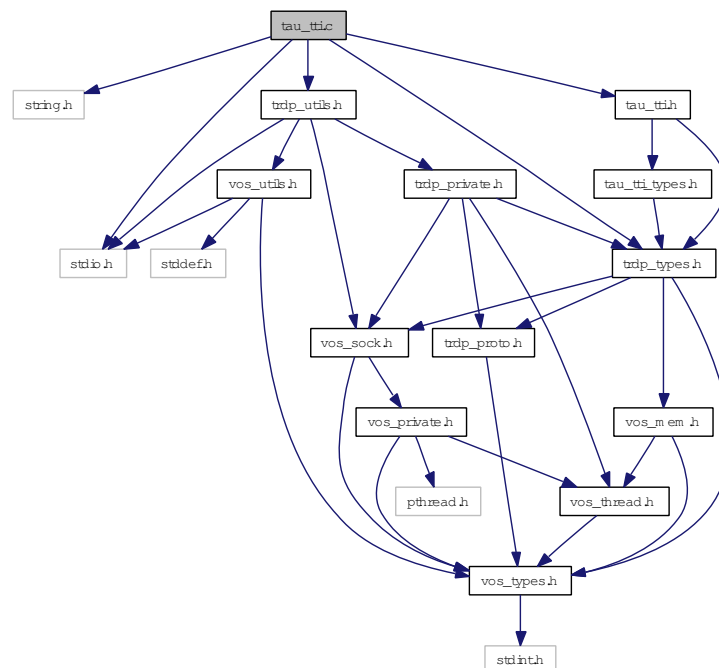 tau_tti.c
string.h
trdp_utils.h
tau_tti.h
vos_utils.h
trdp_private.h
tau_tti_types.h
stdio.h
stddef.h
trdp_types.h
vos_sock.h
trdp_proto.h
vos_private.h
vos_mem.h
pthread.h
vos_thread.h
vos_types.h
stdint.h